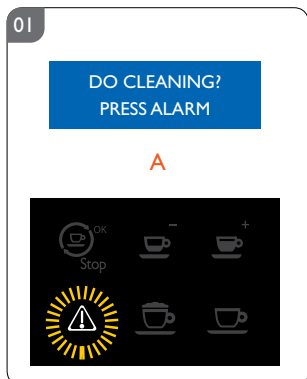 01
DO CLEANING?
PRESS ALARM
A
OK
Stop
-
+